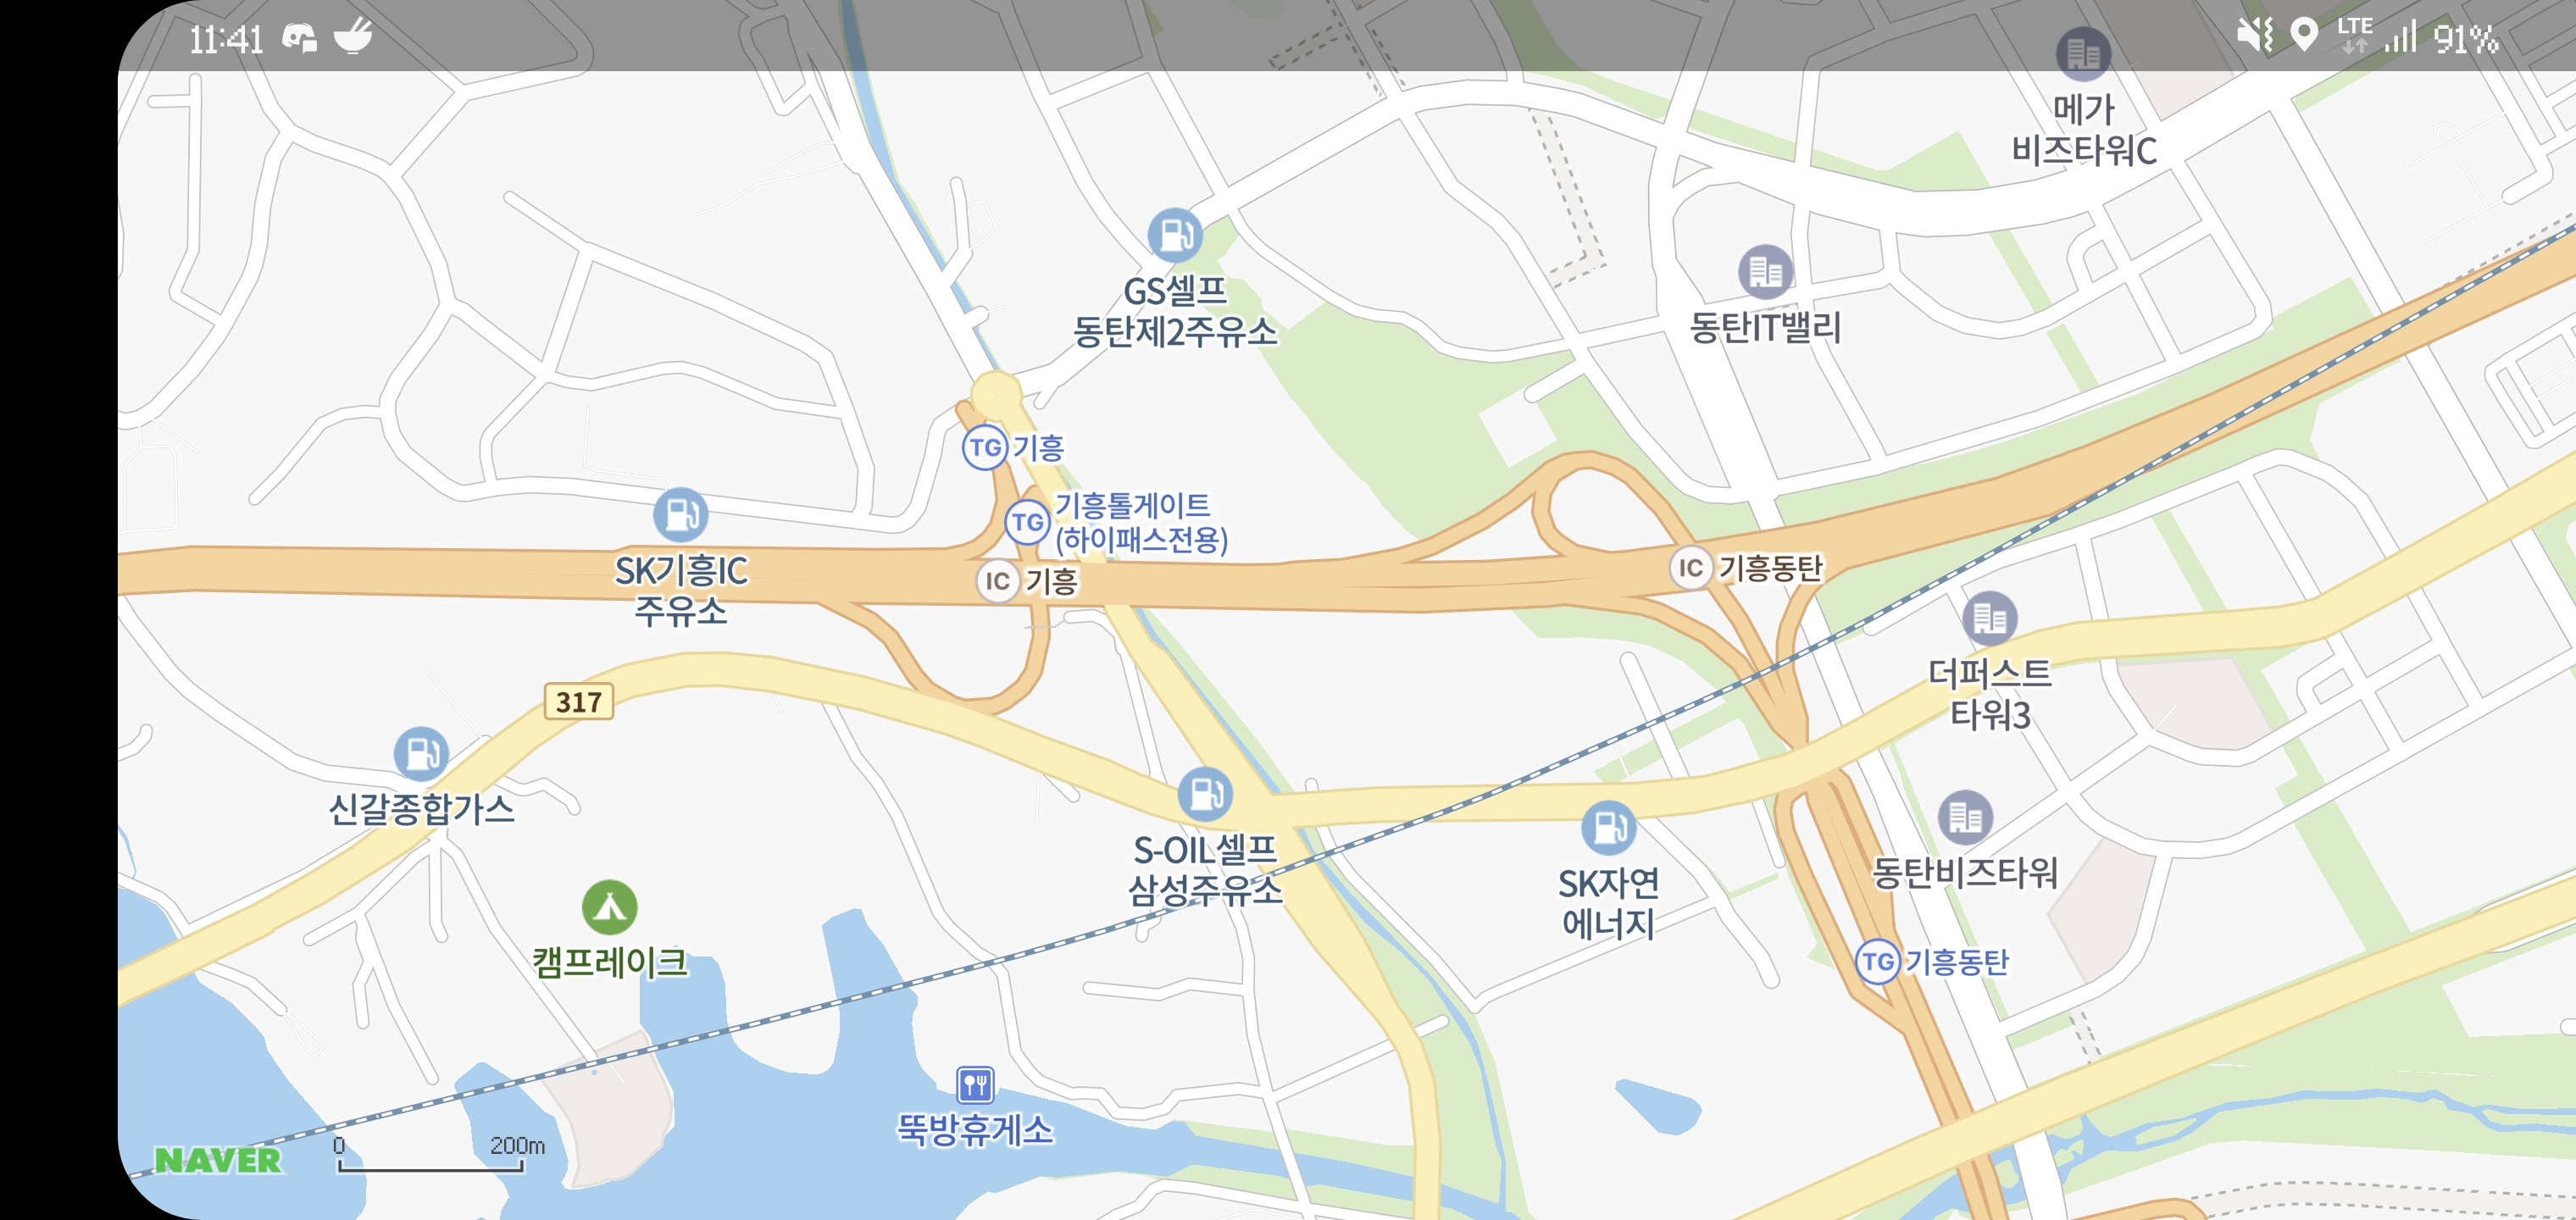 11:41
LTE
91%
메가
비즈타워C
GS셀프
동탄제2주유소
동탄IT밸리
TG 기흥
TG 기흥톨게이트
(하이패스전용)
SK기흥IC
주유소
IC 기흥
IC 기흥동탄
더퍼스트
타워3
317
신갈종합가스
S-OIL셀프
삼성주유소
SK자연
에너지
동탄비즈타워
캠프레이크
TG 기흥동탄
뚝방휴게소
NAVER
0 200m